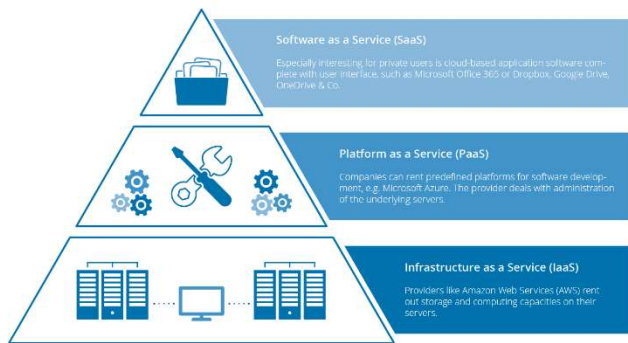 Software as a Service (SaaS)
Especially interesting for private users is cloud-based application software com-
plete with user interface, such as Microsoft Office 365 or Dropbox, Google Drive,
OneDrive & Co.
Platform as a Service (PaaS)
Companies can rent predefined platforms for software develop-
ment, e.g. Microsoft Azure. The provider deals with administration
of the underlying servers.
Infrastructure as a Service (IaaS)
Providers like Amazon Web Services (AWS) rent
out storage and computing capacities on their
servers.